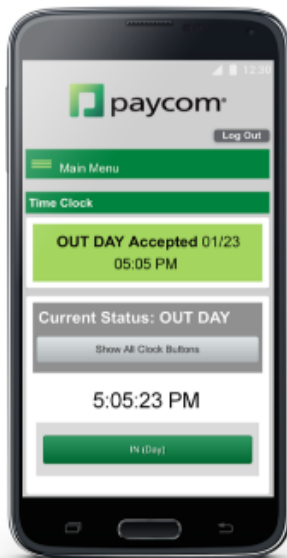 12:30
paycom
Log Out
Main Menu
Time Clock
OUT DAY Accepted 01/23
05:05 PM
Current Status: OUT DAY
Show All Clock Buttons
5:05:23 PM
IN (Day)